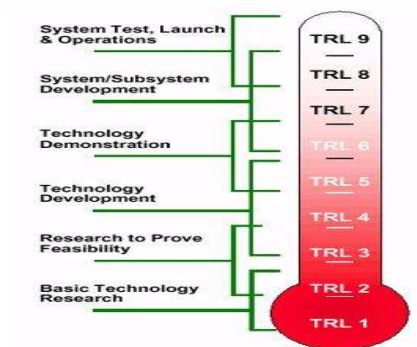 System Test, Launch
& Operations
System/Subsystem
Development
Technology
Demonstration
Technology
Development
Research to Prove
Feasibility
Basic Technology
Research
TRL 9
TRL 8
TRL 7
TRL 6
TRL 5
TRL 4
TRL 3
TRL 2
TRL 1